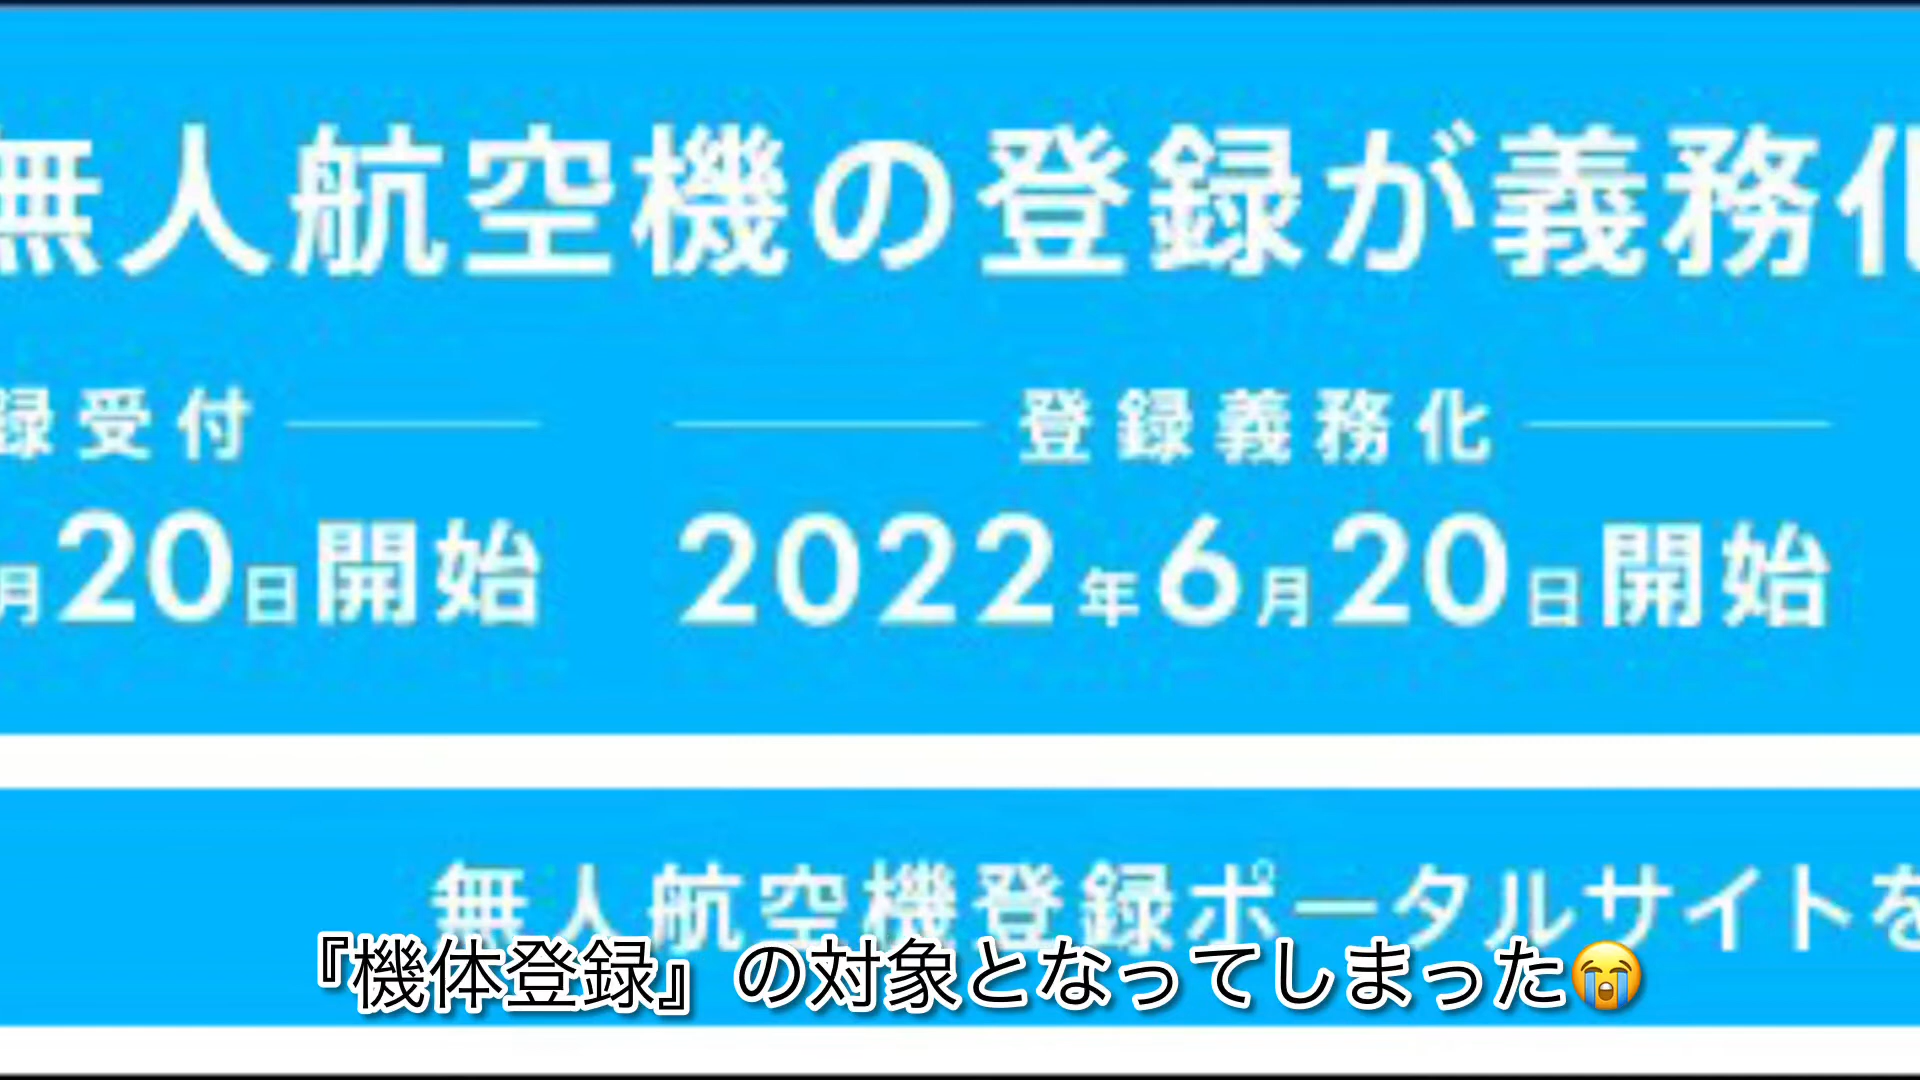 無人航空機の登録が義務化
録受付
登録義務化
月20日開始
2022年6月20日開始
無人航空機登録ポータルサイトを
『機体登録』の対象となってしまった😭